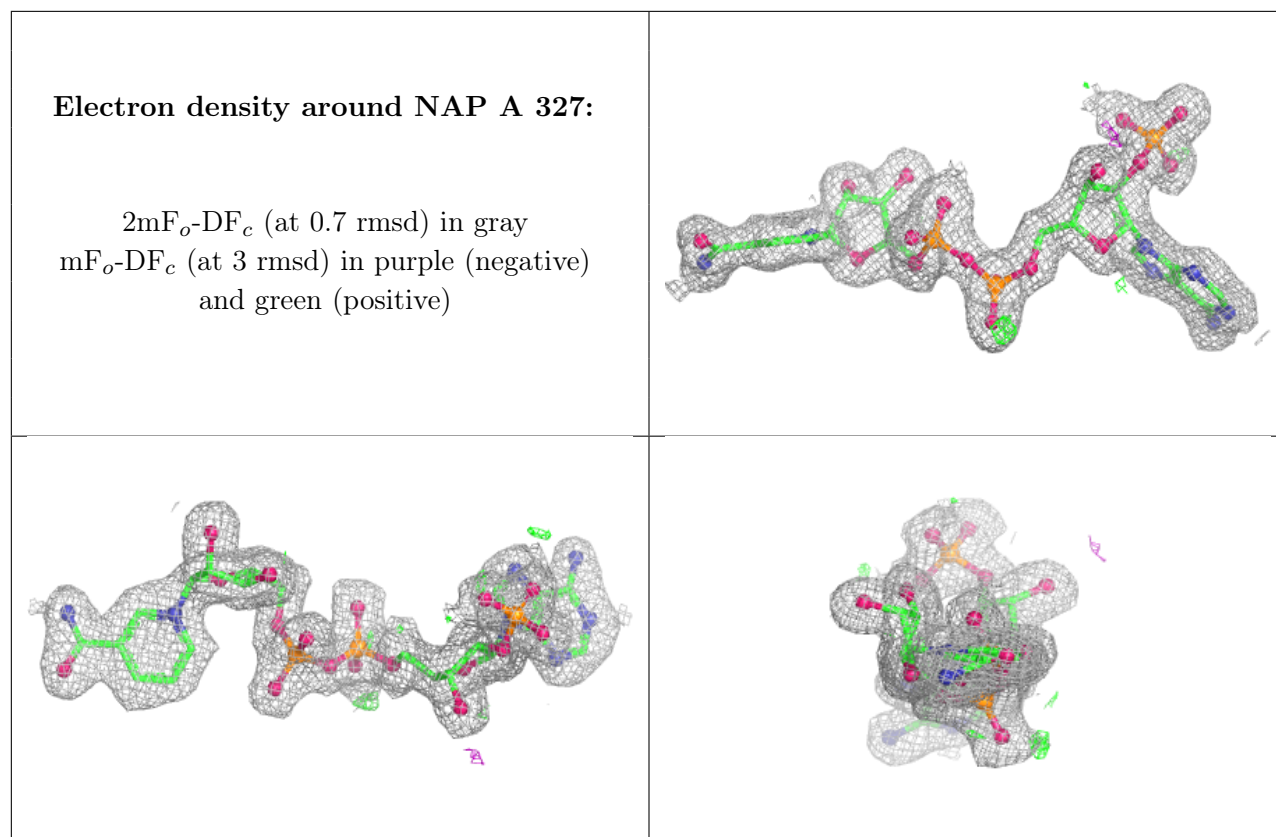 Electron density around NAP A 327:
2mFo-DFc (at 0.7 rmsd) in gray
mFo-DFc (at 3 rmsd) in purple (negative)
and green (positive)